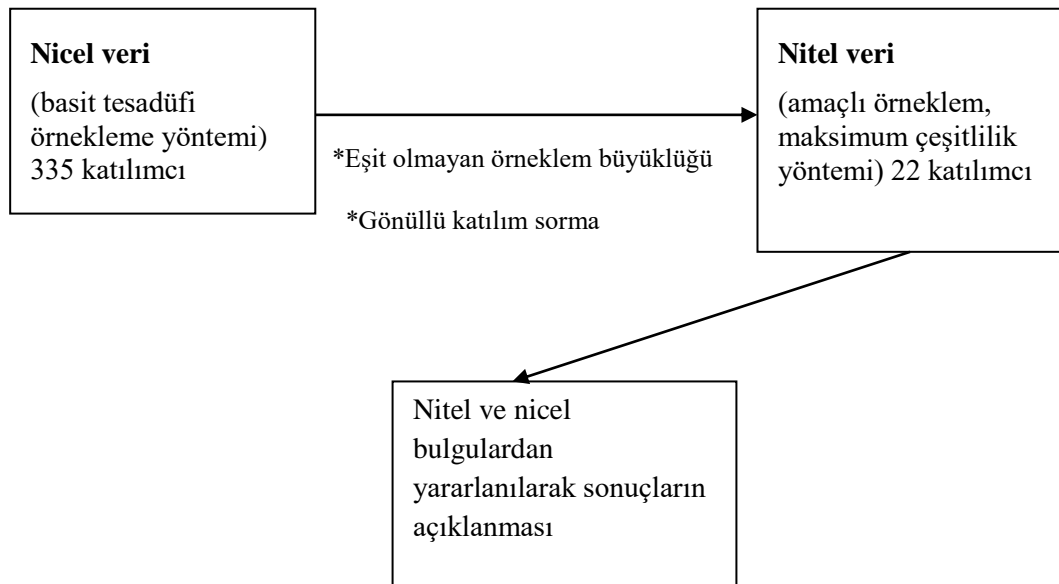 Nicel veri
(basit tesadüfi
örnekleme yöntemi)
335 katılımcı
*Eşit olmayan örneklem büyüklüğü
*Gönüllü katılım sorma
Nitel veri
(amaçlı örneklem,
maksimum çeşitlilik
yöntemi) 22 katılımcı
Nitel ve nicel
bulgulardan
yararlanılarak sonuçların
açıklanması